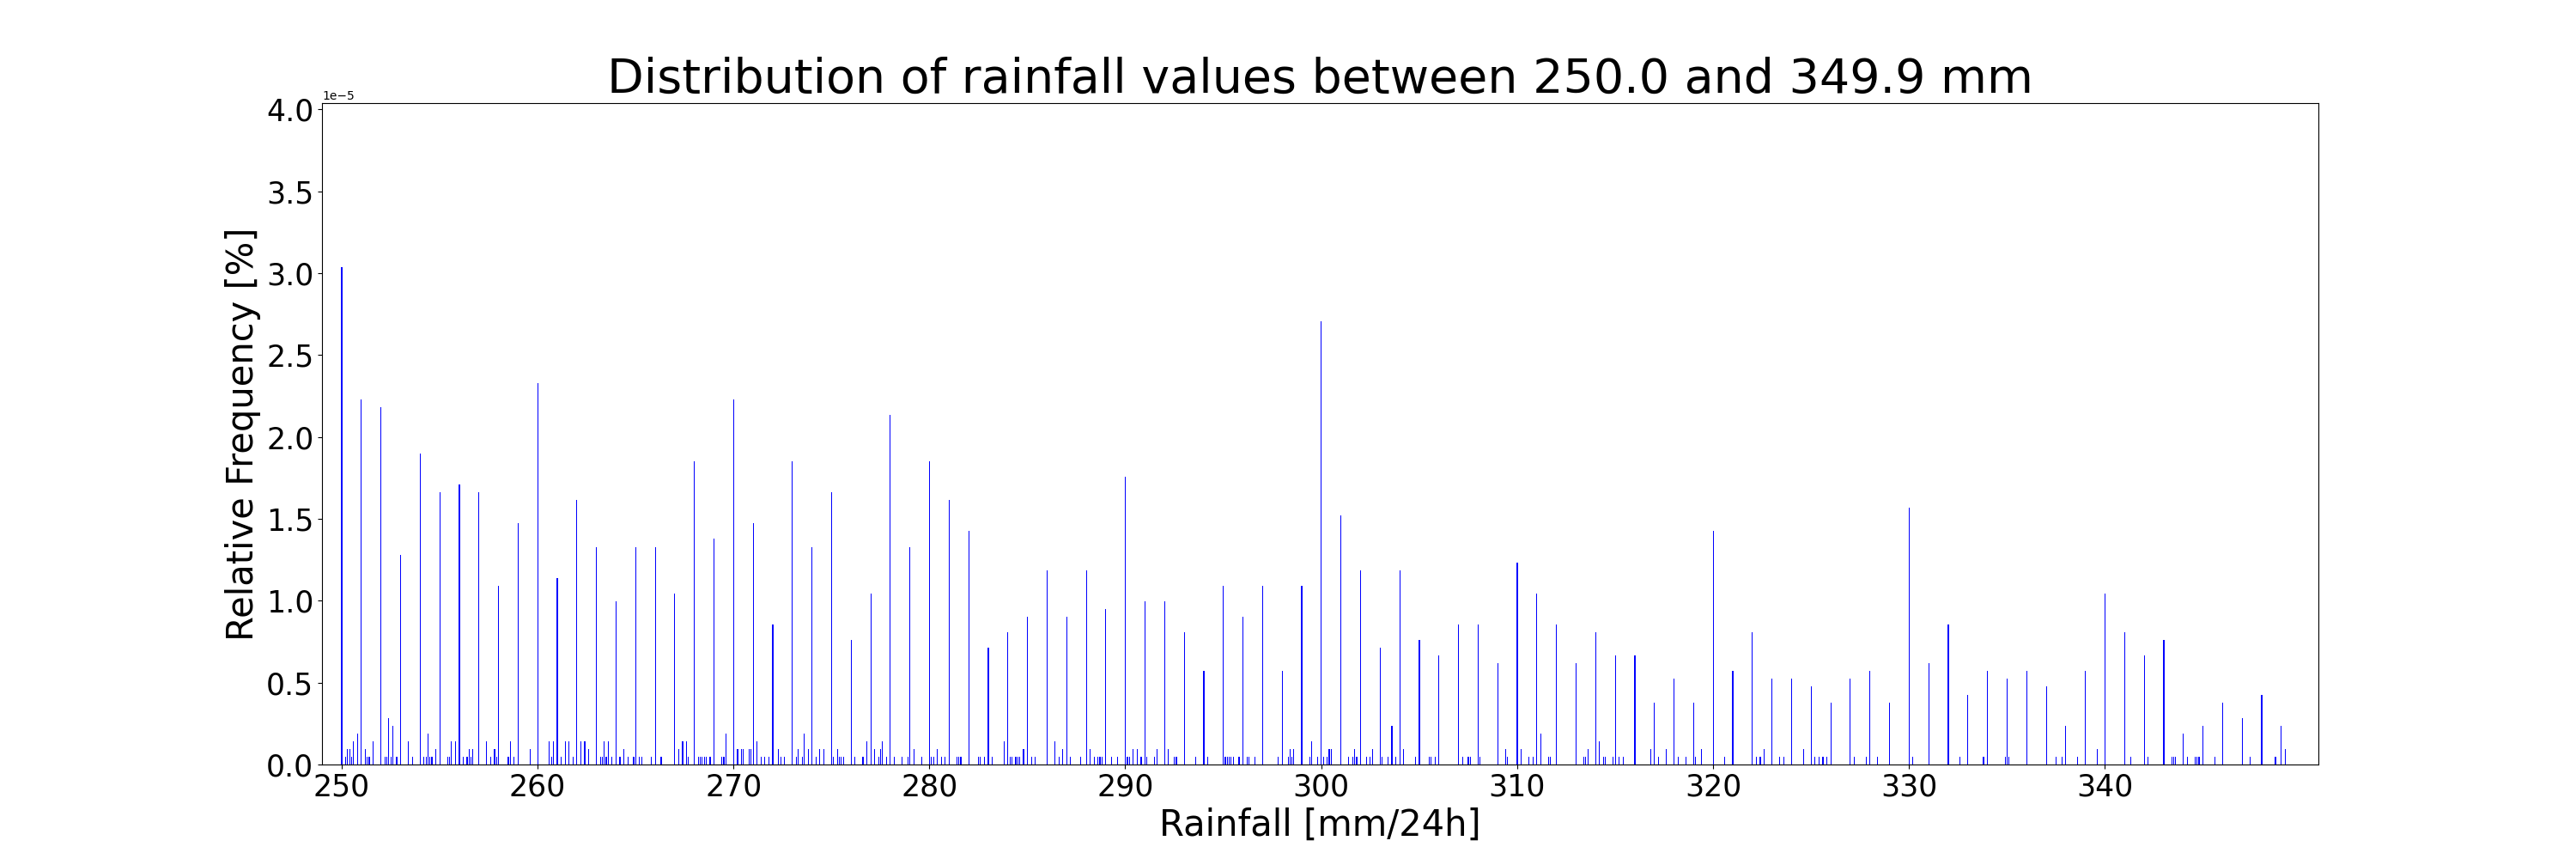 Distribution of rainfall values between 250.0 and 349.9 mm
1e−5
4.0
3.5
3.0
2.5
2.0
1.5
1.0
0.5
0.0
Relative Frequency [%]
250 260 270 280 290 300 310 320 330 340
Rainfall [mm/24h]